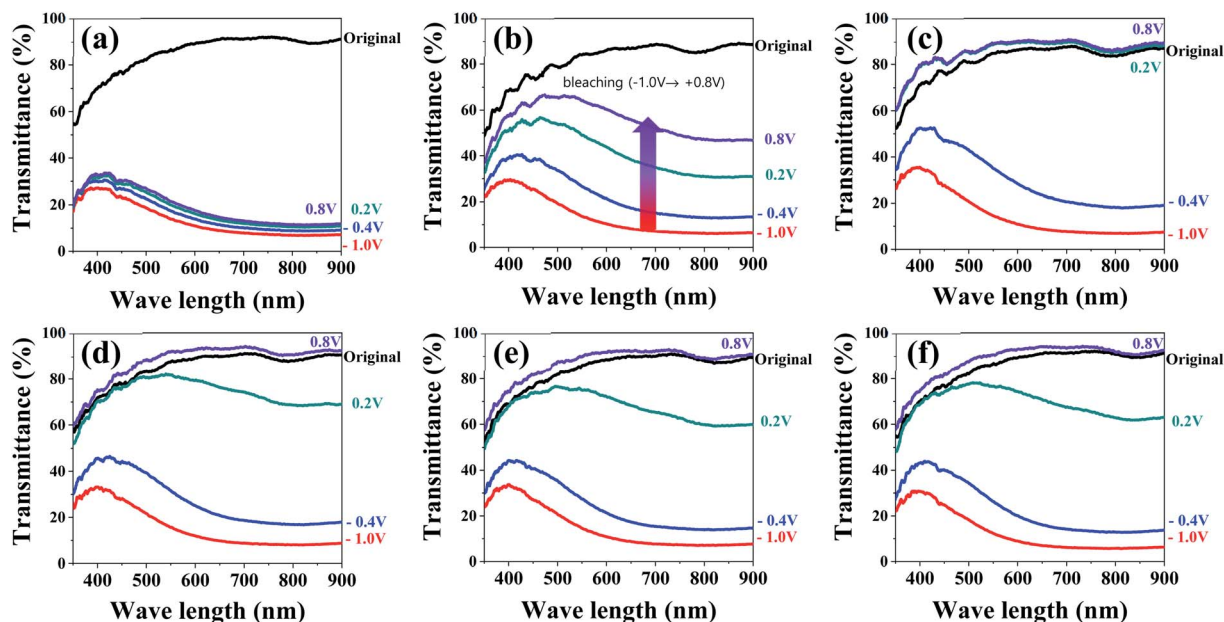 (a)
Transmittance (%)
100
80
60
40
20
0
Original
0.8V
0.2V
- 0.4V
- 1.0V
400 500 600 700 800 900
Wave length (nm)
(b)
Transmittance (%)
100
80
60
40
20
0
Original
bleaching (-1.0V→ +0.8V)
0.8V
0.2V
- 0.4V
- 1.0V
400 500 600 700 800 900
Wave length (nm)
(c)
Transmittance (%)
100
80
60
40
20
0
0.8V
Original
0.2V
- 0.4V
- 1.0V
400 500 600 700 800 900
Wave length (nm)
(d)
Transmittance (%)
100
80
60
40
20
0
0.8V
Original
0.2V
- 0.4V
- 1.0V
400 500 600 700 800 900
Wave length (nm)
(e)
Transmittance (%)
100
80
60
40
20
0
0.8V
Original
0.2V
- 0.4V
- 1.0V
400 500 600 700 800 900
Wave length (nm)
(f)
Transmittance (%)
100
80
60
40
20
0
0.8V
Original
0.2V
- 0.4V
- 1.0V
400 500 600 700 800 900
Wave length (nm)